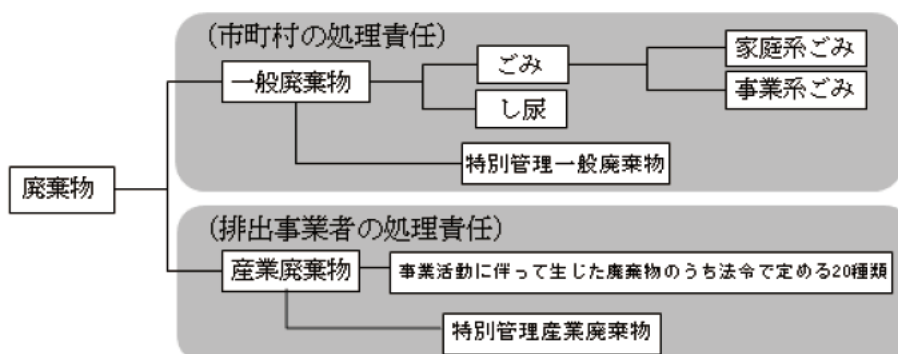 (市町村の処理責任)
一般廃棄物
ごみ
家庭系ごみ
事業系ごみ
し尿
特別管理一般廃棄物
廃棄物
(排出事業者の処理責任)
産業廃棄物
事業活動に伴って生じた廃棄物のうち法令で定める20種類
特別管理産業廃棄物